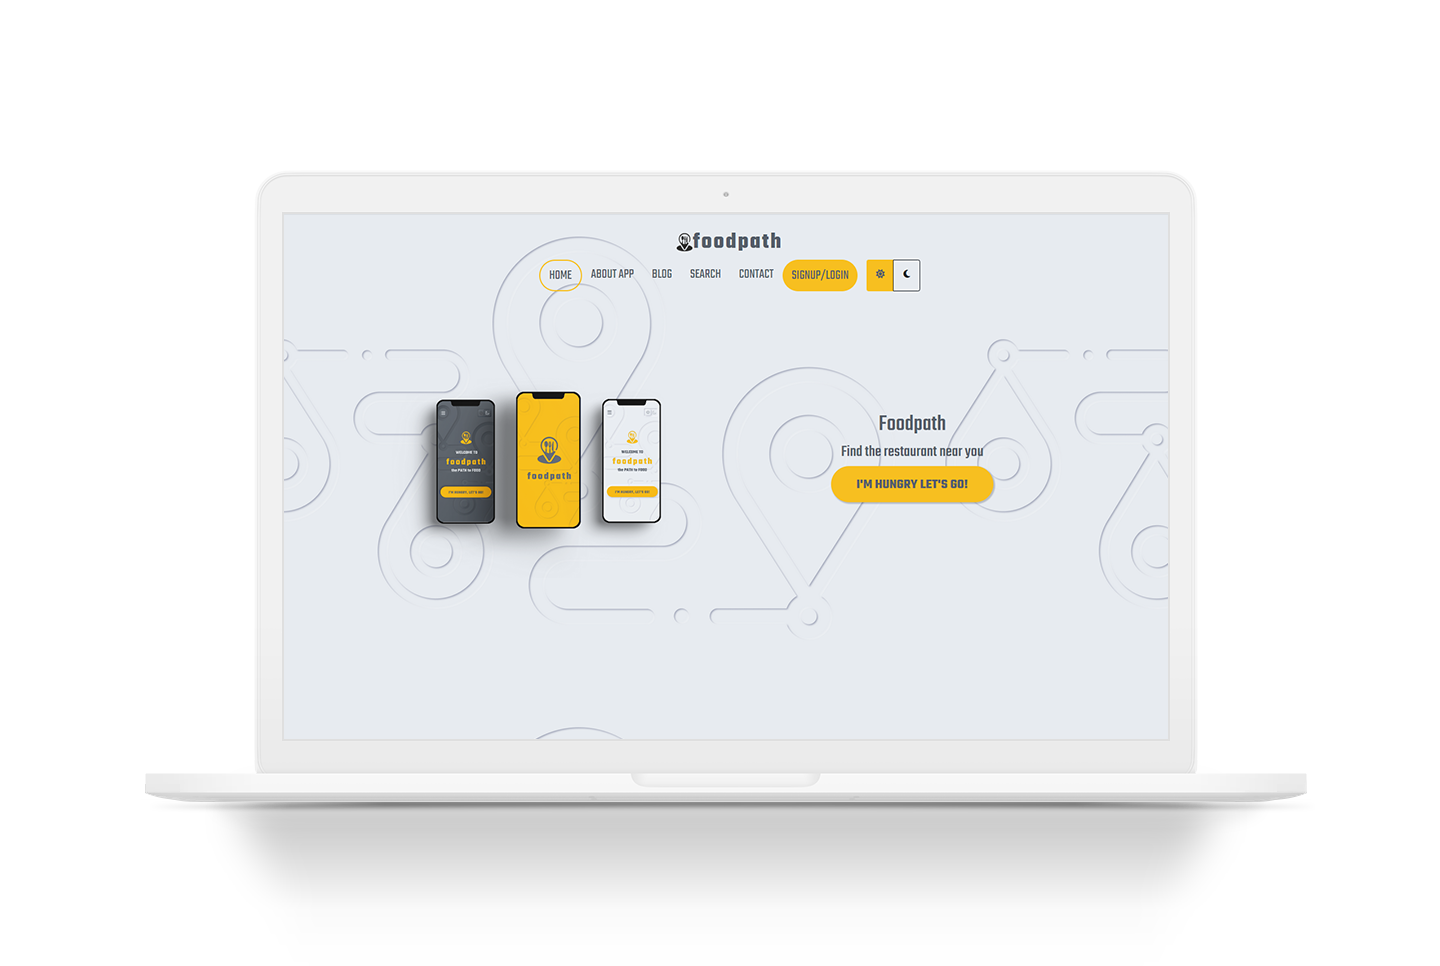 foodpath
HOME ABOUT APP BLOG SEARCH CONTACT SIGNUP/LOGIN
WELCOME TO
foodpath
the PATH to FOOD
I'M HUNGRY, LET'S GO!
foodpath
WELCOME TO
foodpath
the PATH to FOOD
I'M HUNGRY, LET'S GO!
Foodpath
Find the restaurant near you
I'M HUNGRY LET'S GO!